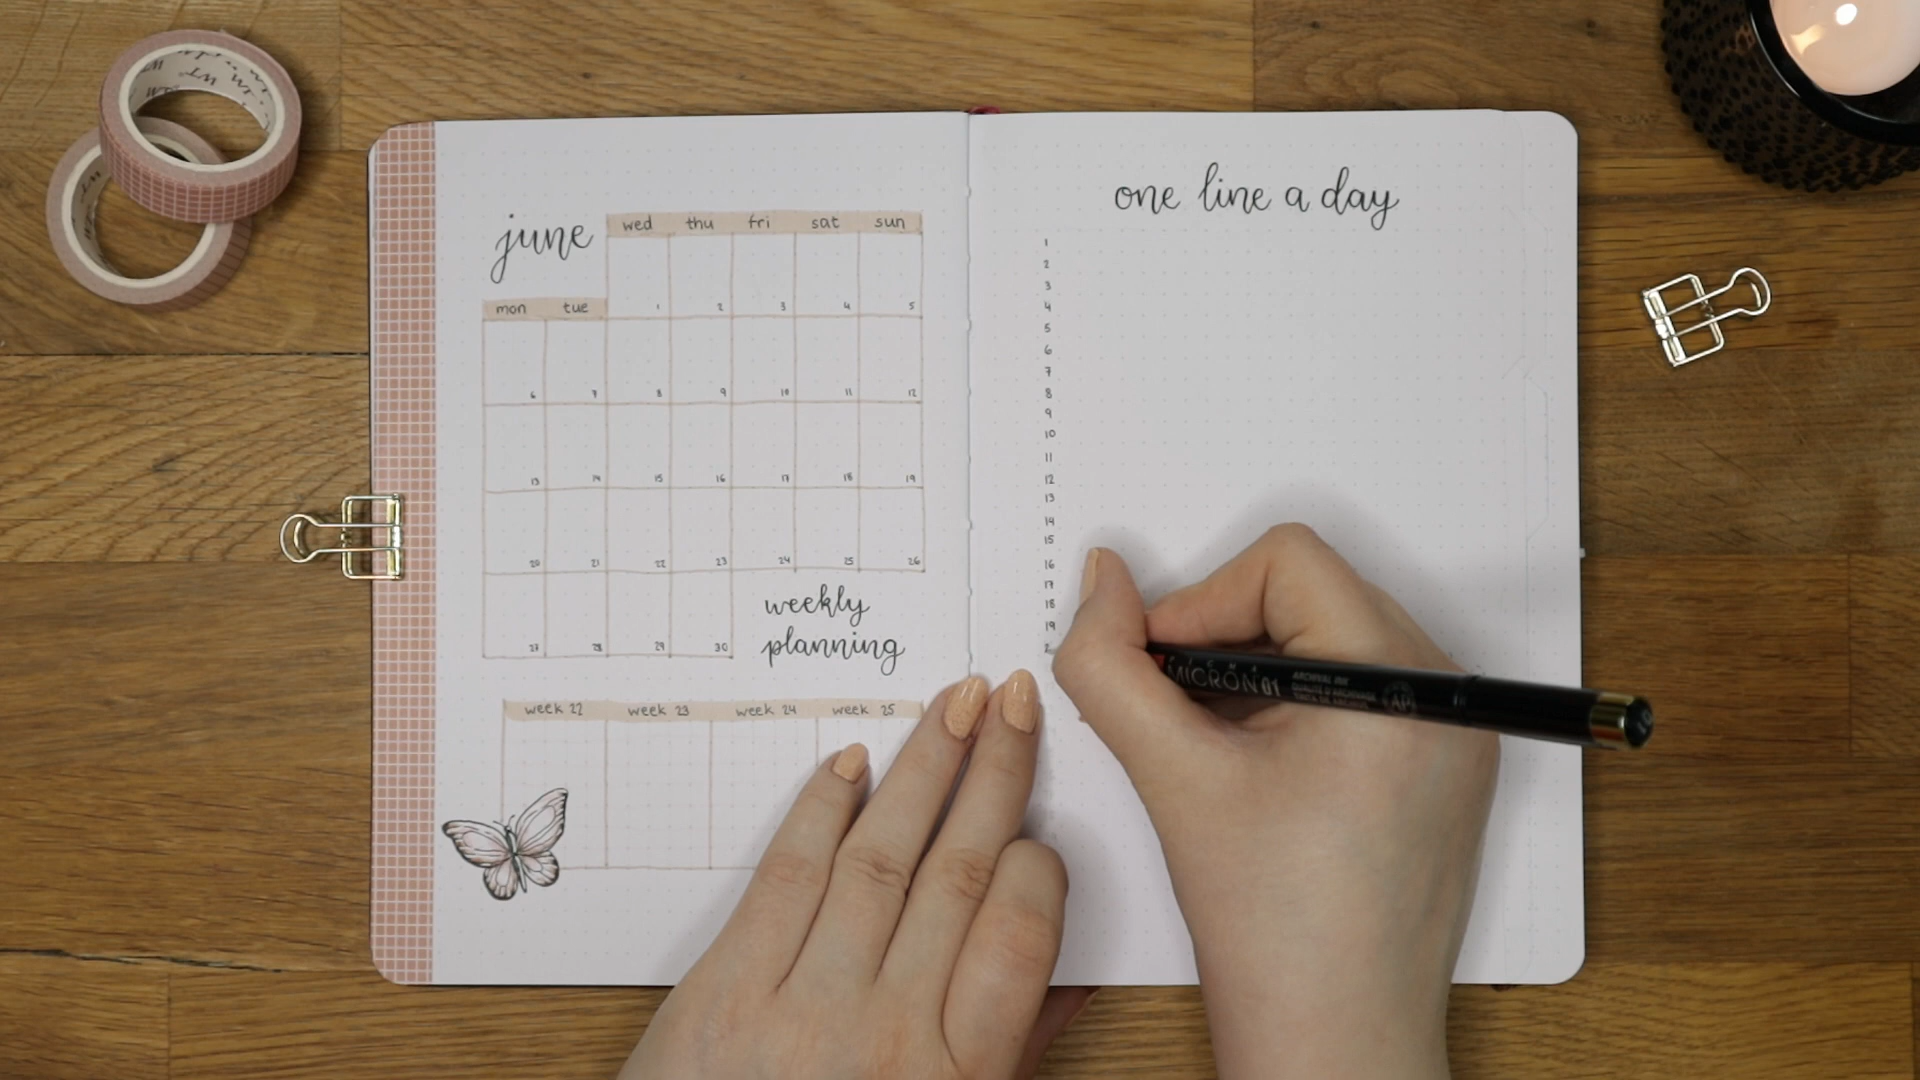 june
wed thu fri sat sun
mon tue
1 2 3 4 5
6 7 8 9 10 11 12
13 14 15 16 17 18 19
20 21 22 23 24 25 26
27 28 29 30
weekly
planning
week 22 week 23 week 24 week 25
one line a day
1
2
3
4
5
6
7
8
9
10
11
12
13
14
15
16
17
18
19
2
MICRON 01
ARCHIVAL INK